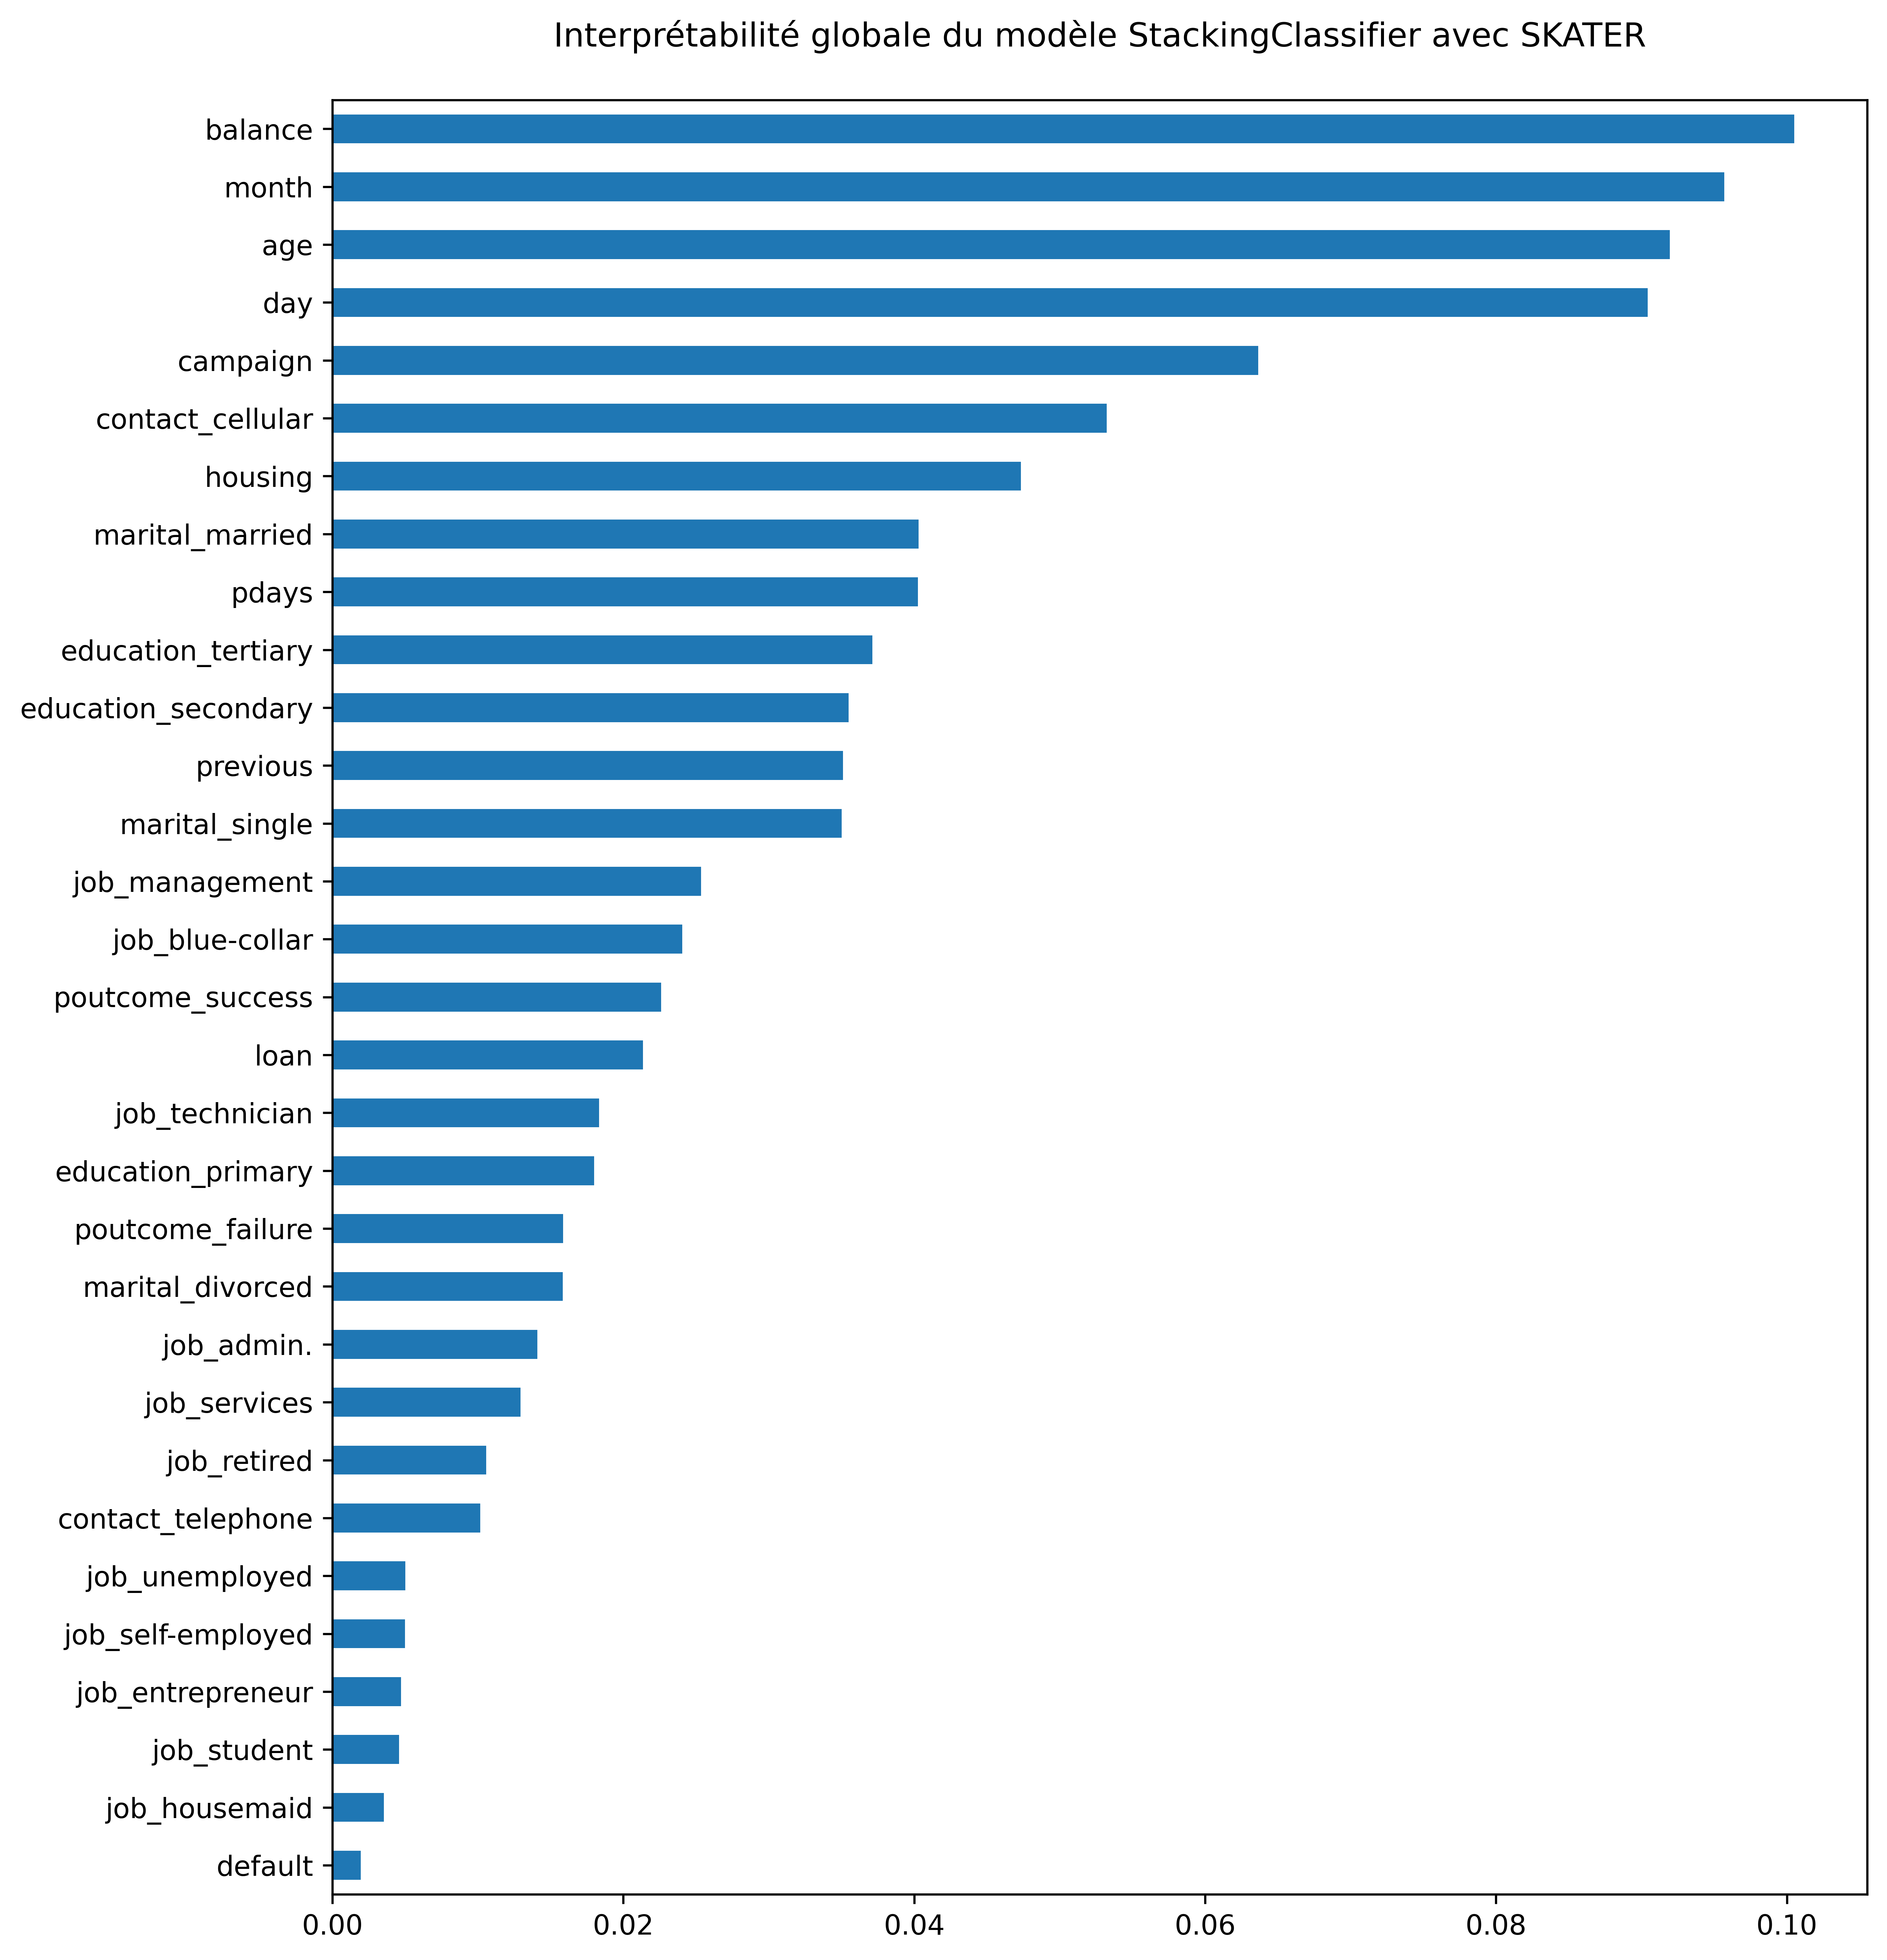 Interprétabilité globale du modèle StackingClassifier avec SKATER
balance
month
age
day
campaign
contact_cellular
housing
marital_married
pdays
education_tertiary
education_secondary
previous
marital_single
job_management
job_blue-collar
poutcome_success
loan
job_technician
education_primary
poutcome_failure
marital_divorced
job_admin.
job_services
job_retired
contact_telephone
job_unemployed
job_self-employed
job_entrepreneur
job_student
job_housemaid
default
0.00 0.02 0.04 0.06 0.08 0.10